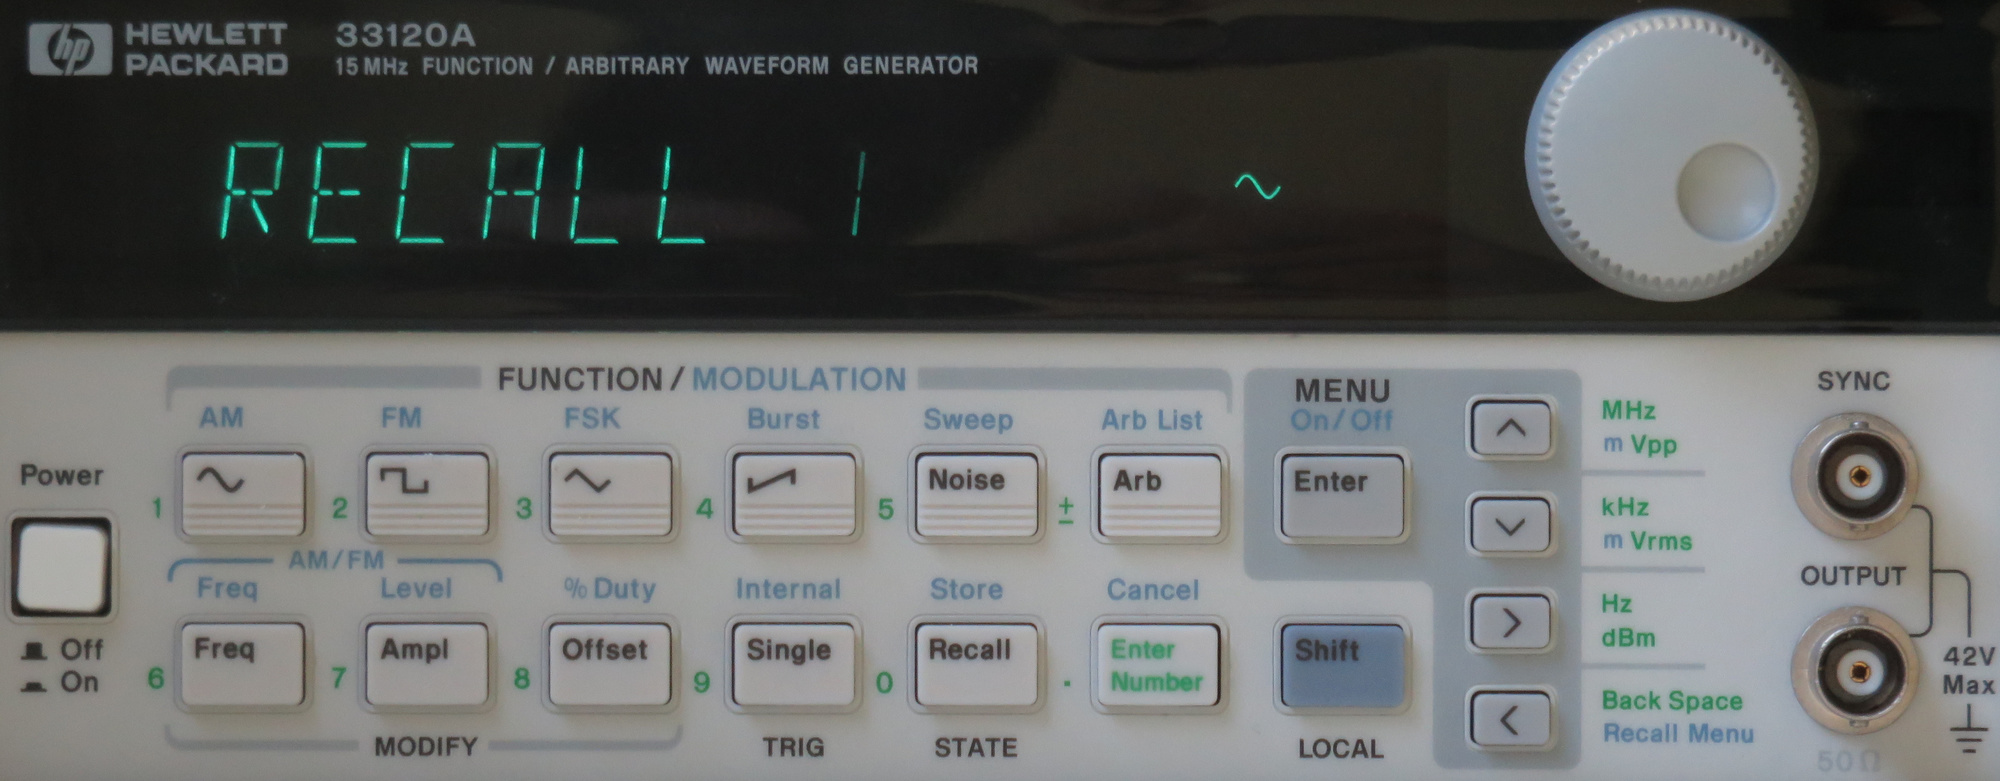 hp HEWLETT PACKARD
33120A
15 MHz FUNCTION / ARBITRARY WAVEFORM GENERATOR
RECALL 1
FUNCTION / MODULATION
AM FM FSK Burst Sweep Arb List
MENU
On/Off
Power
1 2 3 4 5 Noise ± Arb
Enter
AM/FM
Freq Level % Duty Internal Store Cancel
6 Freq 7 Ampl 8 Offset 9 Single 0 Recall . Enter Number
Shift
Off
On
MODIFY
TRIG
STATE
LOCAL
MHz
m Vpp
kHz
m Vrms
Hz
dBm
Back Space
Recall Menu
SYNC
OUTPUT
42V
Max
50 Ω